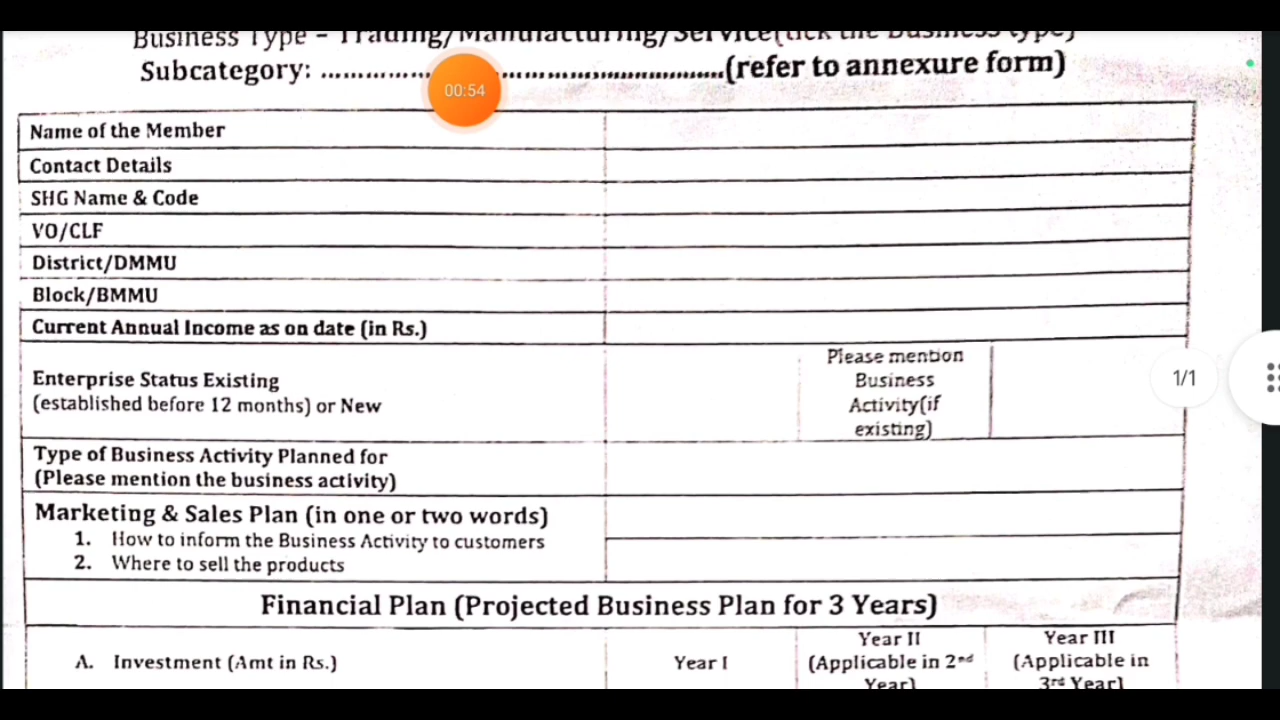 Business Type – Trading/Manufacturing/Service(tick the Business type)
Subcategory: ........................................................(refer to annexure form)
00:54
Name of the Member
Contact Details
SHG Name & Code
VO/CLF
District/DMMU
Block/BMMU
Current Annual Income as on date (in Rs.)
Enterprise Status Existing
(established before 12 months) or New
Please mention
Business
Activity(if
existing)
1/1
Type of Business Activity Planned for
(Please mention the business activity)
Marketing & Sales Plan (in one or two words)
1. How to inform the Business Activity to customers
2. Where to sell the products
Financial Plan (Projected Business Plan for 3 Years)
A. Investment (Amt in Rs.)
Year I
Year II
(Applicable in 2nd
Year)
Year III
(Applicable in
3rd Year)